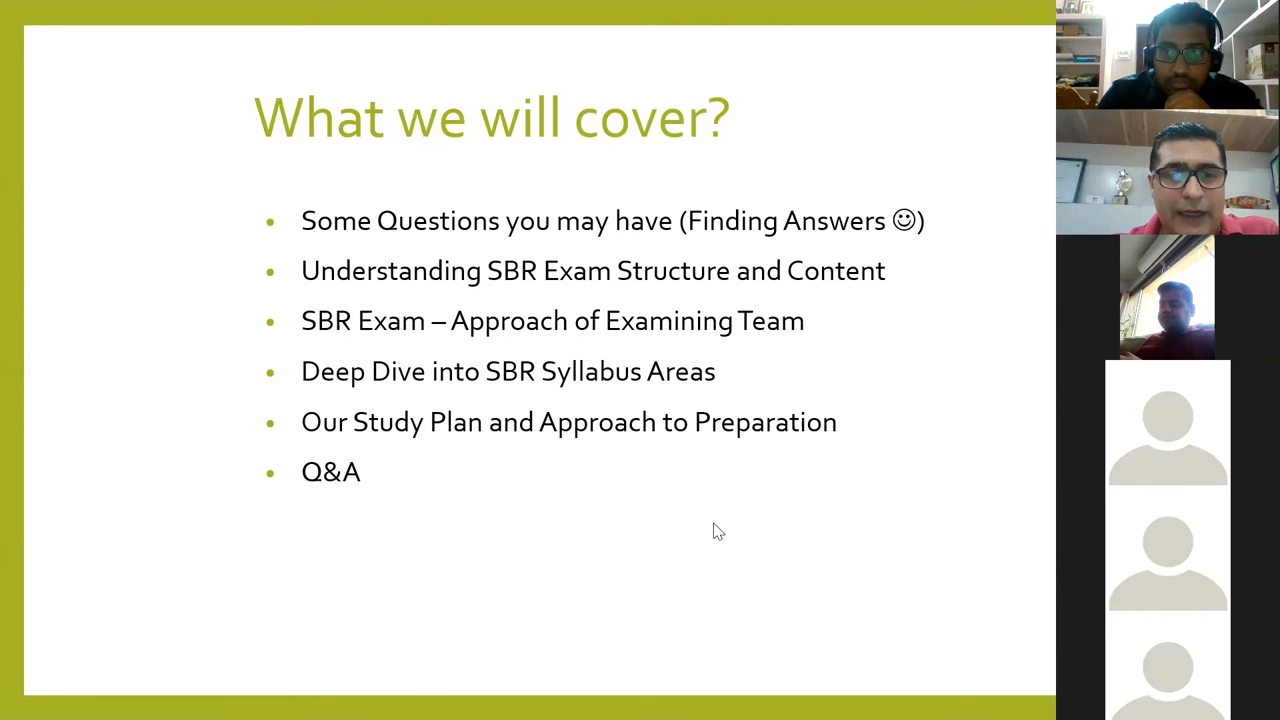 What we will cover?
• Some Questions you may have (Finding Answers ☺)
• Understanding SBR Exam Structure and Content
• SBR Exam – Approach of Examining Team
• Deep Dive into SBR Syllabus Areas
• Our Study Plan and Approach to Preparation
• Q&A